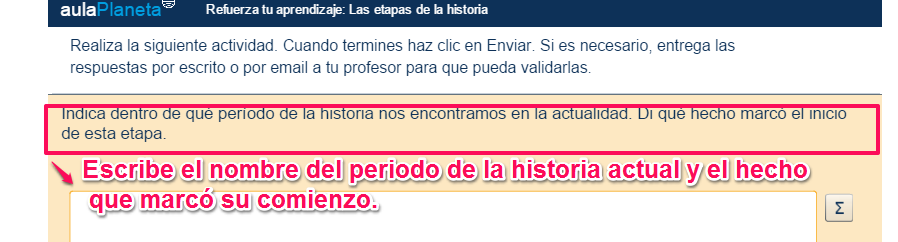 aulaPlaneta Refuerza tu aprendizaje: Las etapas de la historia
Realiza la siguiente actividad. Cuando termines haz clic en Enviar. Si es necesario, entrega las
respuestas por escrito o por email a tu profesor para que pueda validarlas.
Indica dentro de qué período de la historia nos encontramos en la actualidad. Di qué hecho marcó el inicio
de esta etapa.
Escribe el nombre del periodo de la historia actual y el hecho
que marcó su comienzo.
Σ